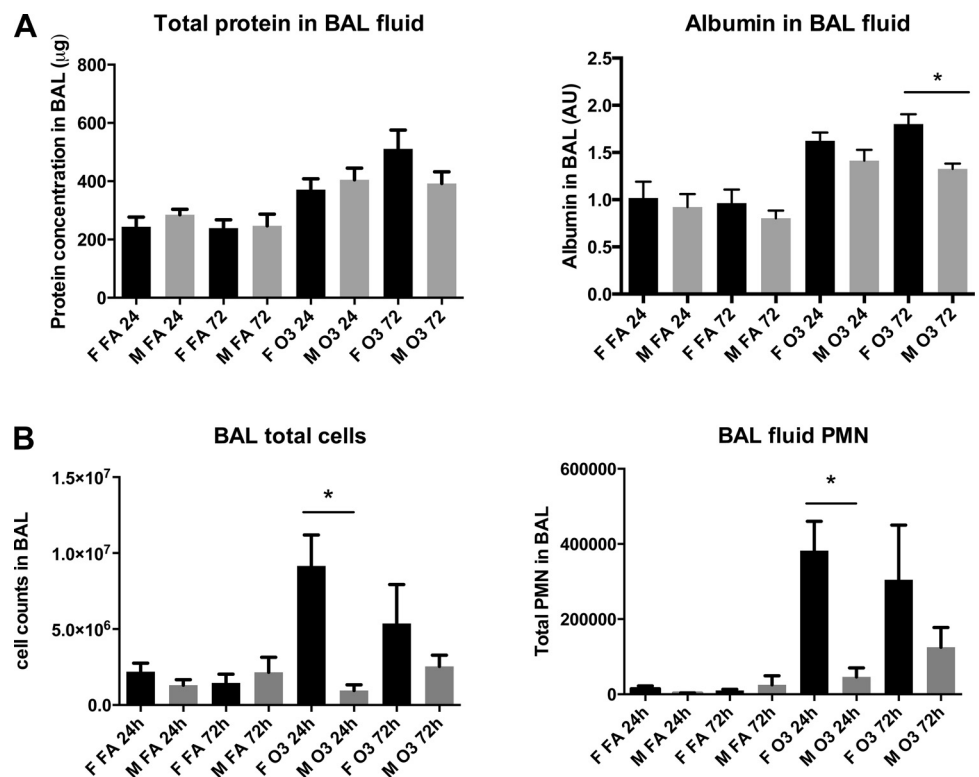 A
Total protein in BAL fluid
Protein concentration in BAL (µg)
800
600
400
200
0
F FA 24
M FA 24
F FA 72
M FA 72
F O3 24
M O3 24
F O3 72
M O3 72
Albumin in BAL fluid
Albumin in BAL (AU)
2.5
2.0
1.5
1.0
0.5
0.0
*
F FA 24
M FA 24
F FA 72
M FA 72
F O3 24
M O3 24
F O3 72
M O3 72
B
BAL total cells
cell counts in BAL
1.5×10⁷
1.0×10⁷
5.0×10⁶
0.0
*
F FA 24h
M FA 24h
F FA 72h
M FA 72h
F O3 24h
M O3 24h
F O3 72h
M O3 72h
BAL fluid PMN
Total PMN in BAL
600000
400000
200000
0
*
F FA 24h
M FA 24h
F FA 72h
M FA 72h
F O3 24h
M O3 24h
F O3 72h
M O3 72h